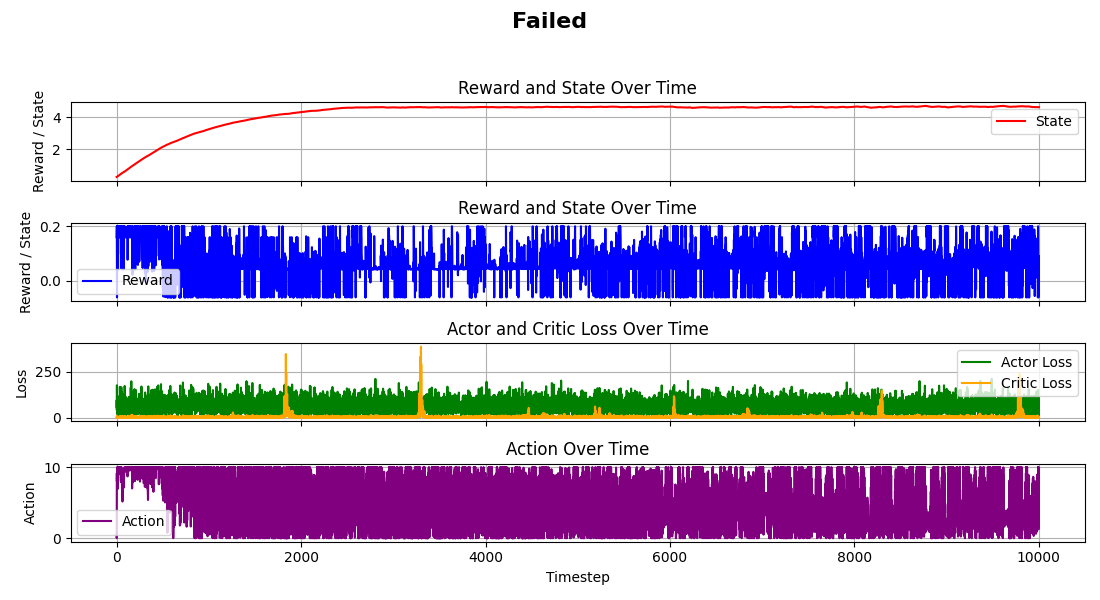 Failed
Reward and State Over Time
Reward / State
4
2
State
Reward and State Over Time
Reward / State
0.2
0.0
Reward
Actor and Critic Loss Over Time
Loss
250
0
Actor Loss
Critic Loss
Action Over Time
Action
10
0
Action
0 2000 4000 6000 8000 10000
Timestep